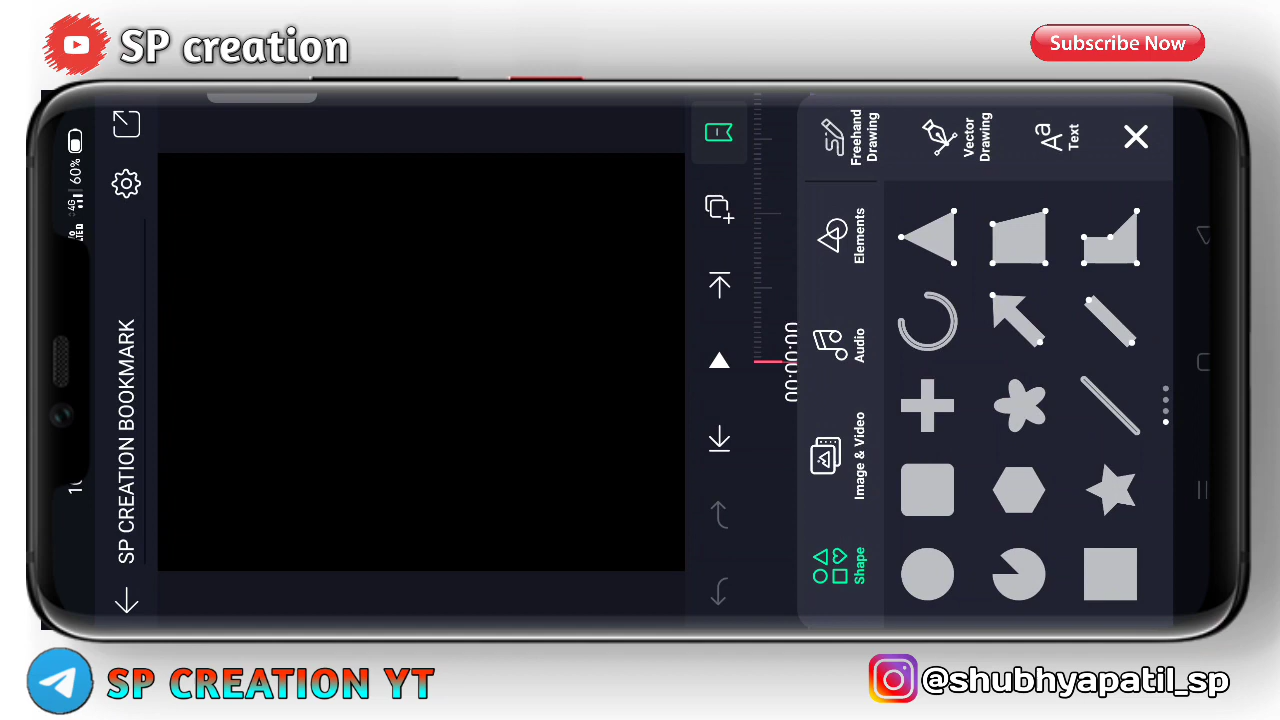 SP creation
Subscribe Now
4G
60%
SP CREATION BOOKMARK
00:00:00
Freehand
Drawing
Vector
Drawing
Text
Elements
Audio
Image & Video
Shape
SP CREATION YT
@shubhyapatil_sp